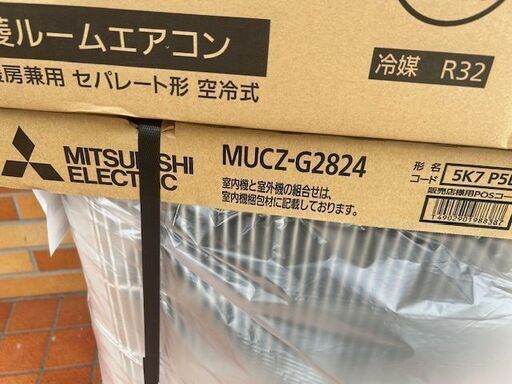 菱ルームエアコン
房兼用 セパレート形 空冷式
冷媒 R32
MITSUBISHI
ELECTRIC
MUCZ-G2824
室内機と室外機の組合せは、
室内機梱包材に記載しております。
形名
コード
5K7 P5
販売店様用POSコー